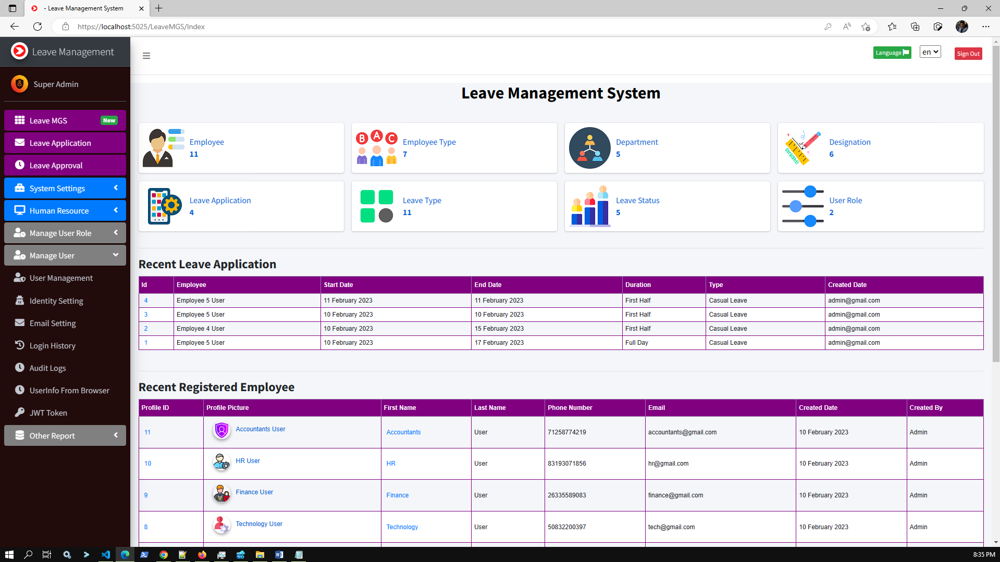 - Leave Management System
https://localhost:5025/LeaveMGS/Index
Leave Management
Super Admin
Leave MGS New
Leave Application
Leave Approval
System Settings
Human Resource
Manage User Role
Manage User
User Management
Identity Setting
Email Setting
Login History
Audit Logs
UserInfo From Browser
JWT Token
Other Report
Language en Sign Out
Leave Management System
Employee
11
B A C
Employee Type
7
Department
5
Straight!
Designation
6
Leave Application
4
Leave Type
11
Leave Status
5
User Role
2
Recent Leave Application
Id Employee Start Date End Date Duration Type Created Date
4 Employee 5 User 11 February 2023 11 February 2023 First Half Casual Leave admin@gmail.com
3 Employee 5 User 10 February 2023 10 February 2023 First Half Casual Leave admin@gmail.com
2 Employee 4 User 10 February 2023 15 February 2023 First Half Casual Leave admin@gmail.com
1 Employee 5 User 10 February 2023 17 February 2023 Full Day Casual Leave admin@gmail.com
Recent Registered Employee
Profile ID Profile Picture First Name Last Name Phone Number Email Created Date Created By
11 Accountants User Accountants User 71258774219 accountants@gmail.com 10 February 2023 Admin
10 HR User HR User 83193071856 hr@gmail.com 10 February 2023 Admin
9 Finance User Finance User 26335589083 finance@gmail.com 10 February 2023 Admin
8 Technology User Technology User 50832200397 tech@gmail.com 10 February 2023 Admin
8:35 PM